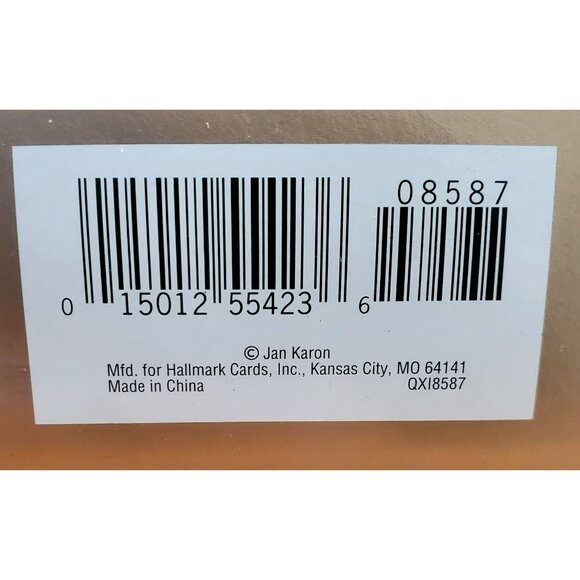 08587
0 15012 55423 6
© Jan Karon
Mfd. for Hallmark Cards, Inc., Kansas City, MO 64141
Made in China QXI8587